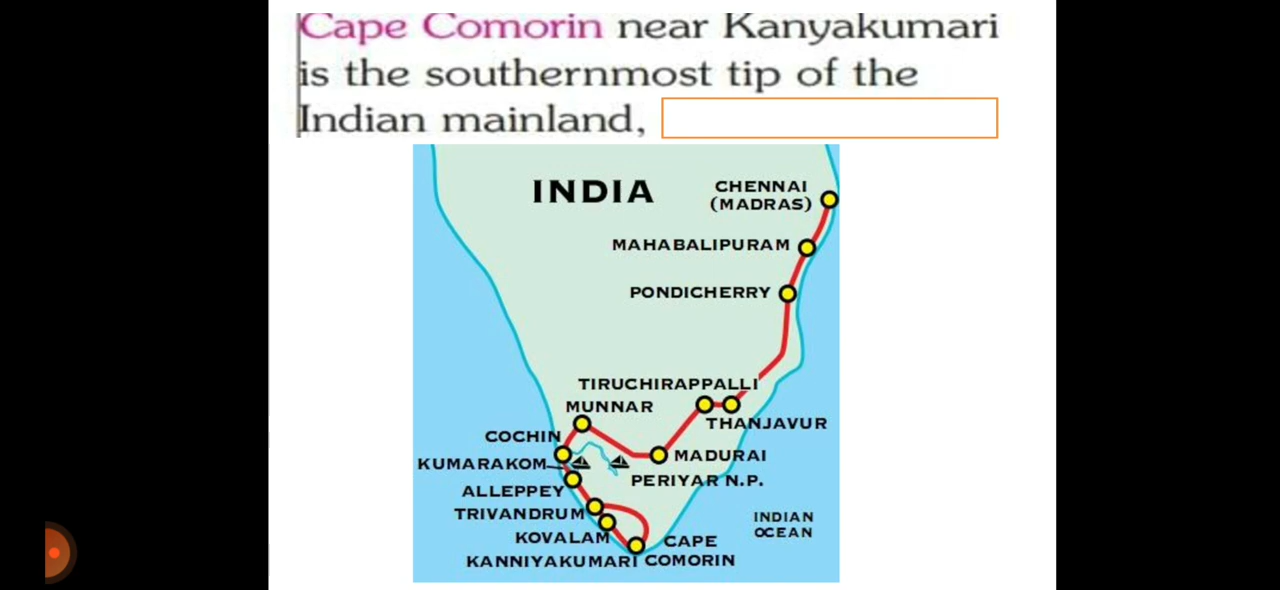 Cape Comorin near Kanyakumari
is the southernmost tip of the
Indian mainland,
INDIA
CHENNAI
(MADRAS)
MAHABALIPURAM
PONDICHERRY
TIRUCHIRAPPALLI
MUNNAR
THANJAVUR
COCHIN
MADURAI
KUMARAKOM
PERIYAR N.P.
ALLEPPEY
TRIVANDRUM
INDIAN
OCEAN
KOVALAM
CAPE
KANNIYAKUMARI COMORIN